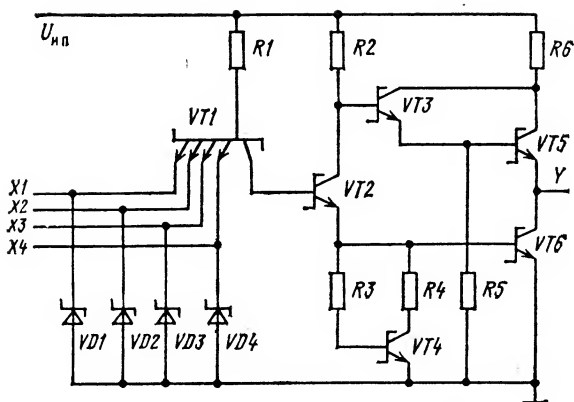 Uип
R1
R2
R6
VT1
VT3
VT5
X1
X2
X3
X4
VT2
Y
VT6
R3
R4
R5
VD1
VD2
VD3
VD4
VT4